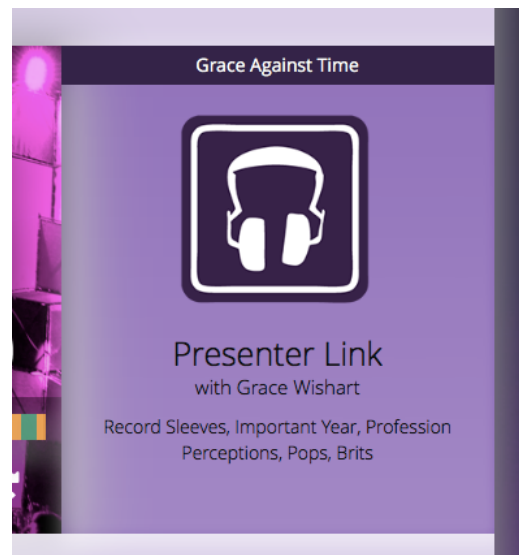 Grace Against Time
Presenter Link
with Grace Wishart
Record Sleeves, Important Year, Profession
Perceptions, Pops, Brits